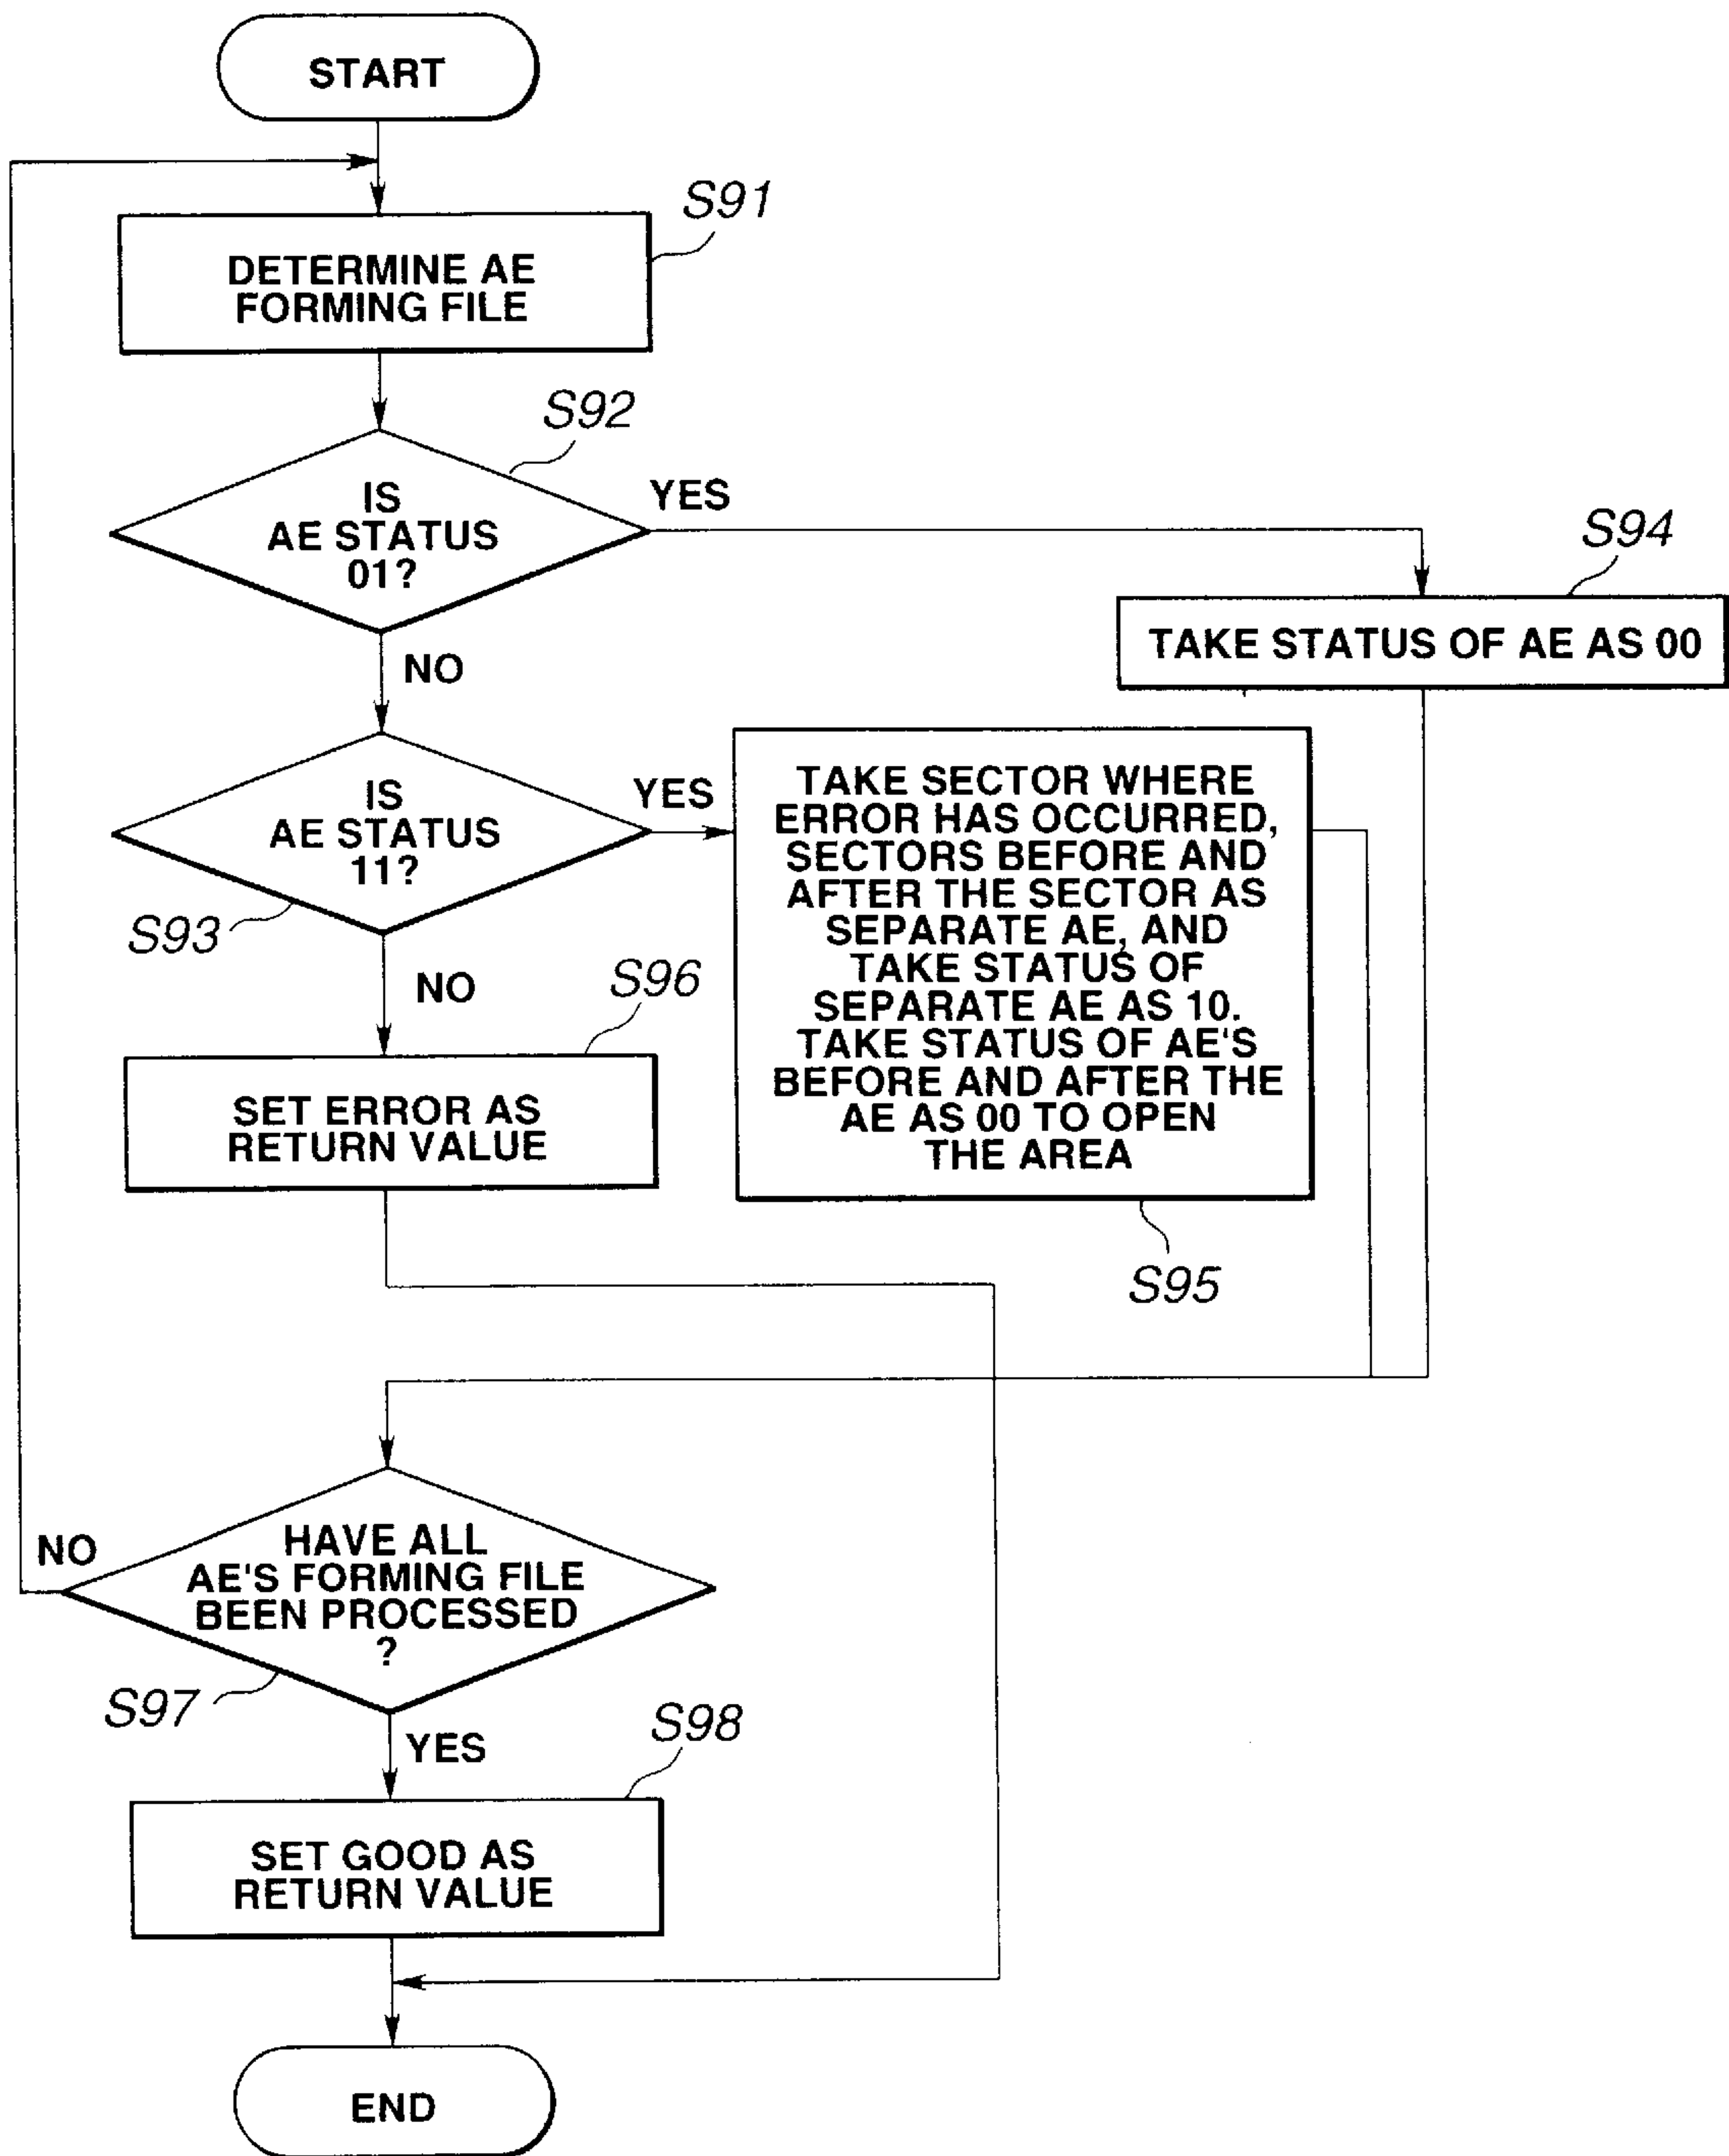 START
S91
DETERMINE AE
FORMING FILE
S92
IS
AE STATUS
01?
YES
NO
S94
TAKE STATUS OF AE AS 00
IS
AE STATUS
11?
YES
S93
NO
TAKE SECTOR WHERE
ERROR HAS OCCURRED,
SECTORS BEFORE AND
AFTER THE SECTOR AS
SEPARATE AE, AND
TAKE STATUS OF
SEPARATE AE AS 10.
TAKE STATUS OF AE'S
BEFORE AND AFTER THE
AE AS 00 TO OPEN
THE AREA
S95
S96
SET ERROR AS
RETURN VALUE
HAVE ALL
AE'S FORMING FILE
BEEN PROCESSED
?
NO
S97
YES
S98
SET GOOD AS
RETURN VALUE
END